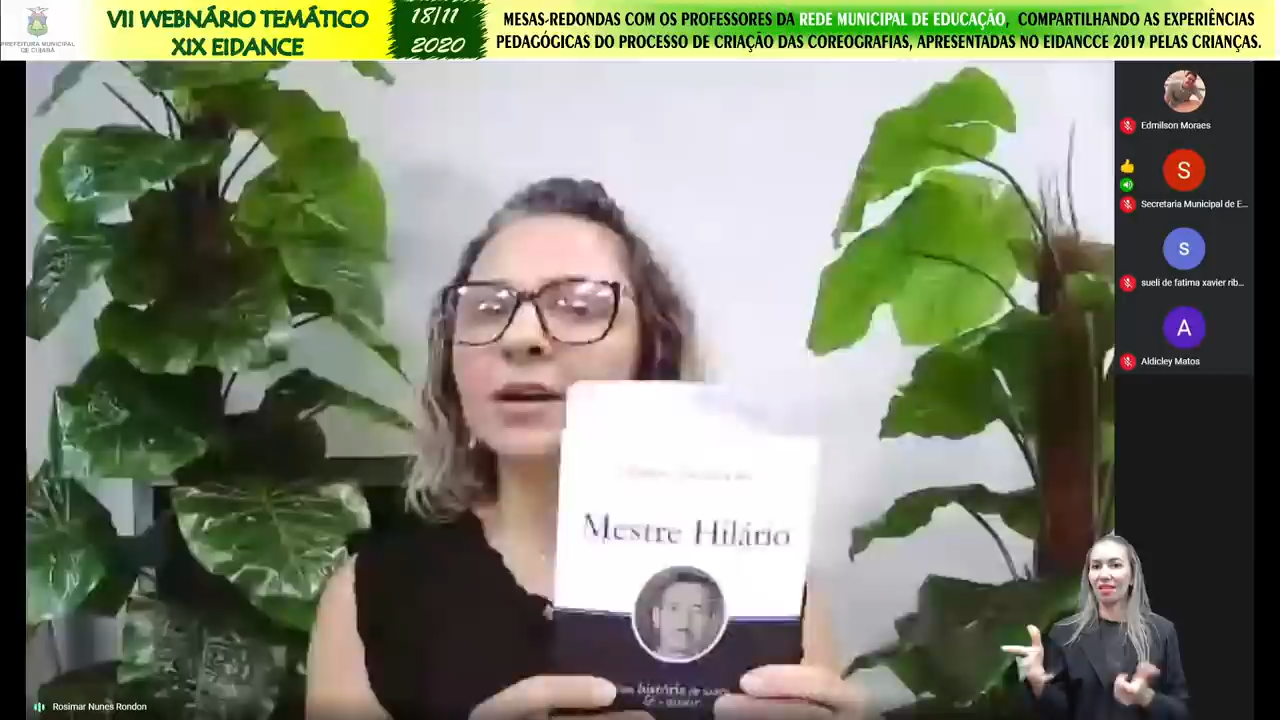 PREFEITURA MUNICIPAL
DE CUIABÁ
VII WEBNÁRIO TEMÁTICO
XIX EIDANCE
18/11
2020
MESAS-REDONDAS COM OS PROFESSORES DA REDE MUNICIPAL DE EDUCAÇÃO, COMPARTILHANDO AS EXPERIÊNCIAS
PEDAGÓGICAS DO PROCESSO DE CRIAÇÃO DAS COREOGRAFIAS, APRESENTADAS NO EIDANCCE 2019 PELAS CRIANÇAS.
Edmilson Moraes
S
Secretaria Municipal de E...
s
sueli de fatima xavier rib...
A
Aldicley Matos
Mestre Hilário
história de
Rosimar Nunes Rondon